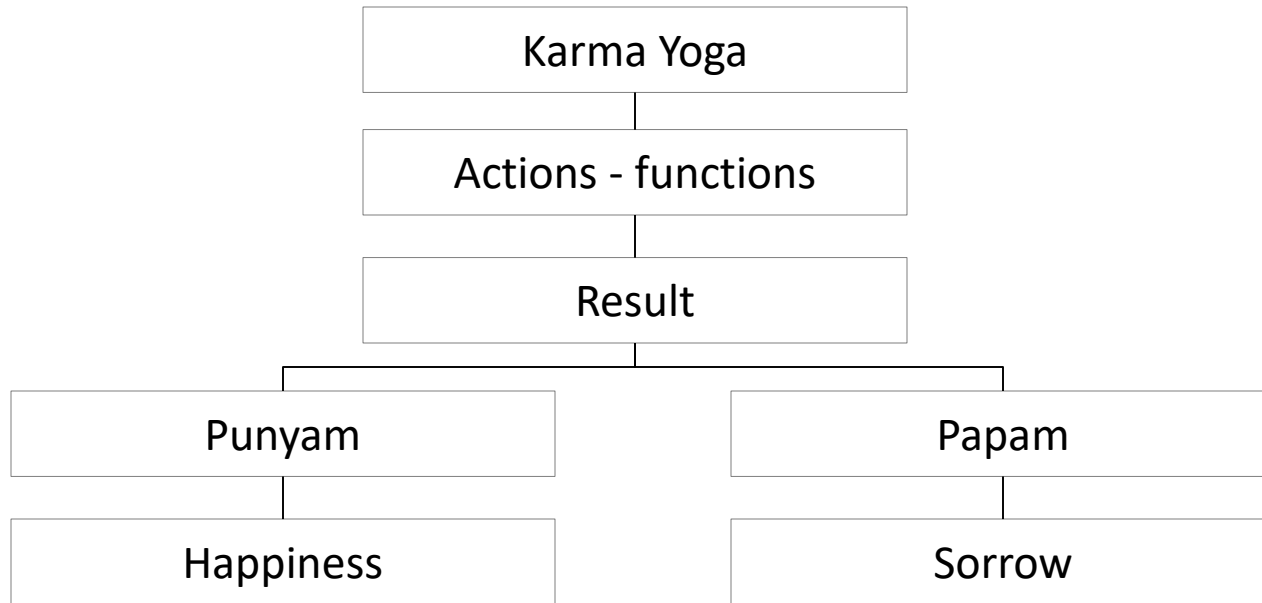 Karma Yoga
Actions - functions
Result
Punyam
Papam
Happiness
Sorrow